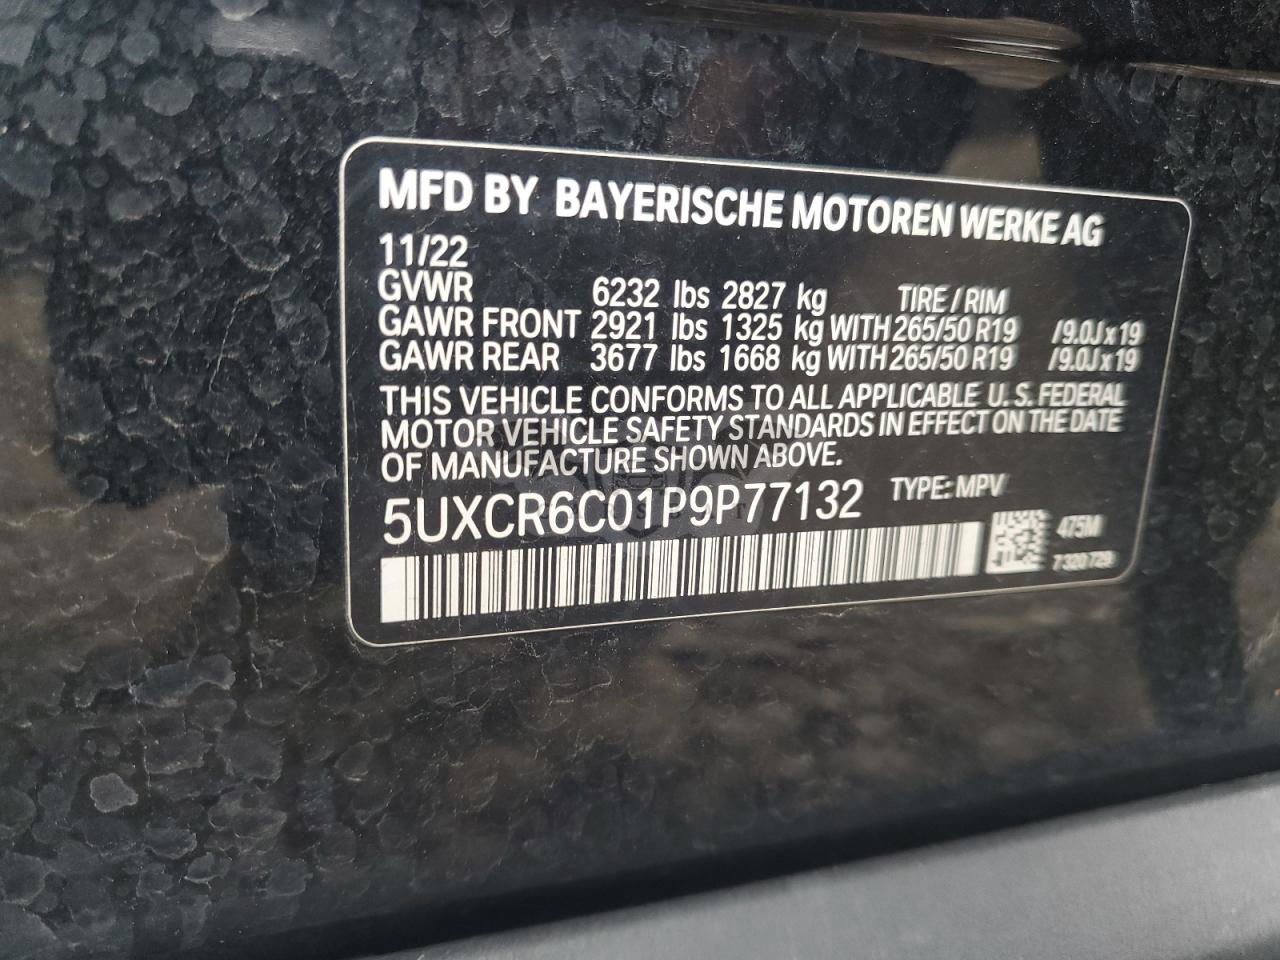 MFD BY BAYERISCHE MOTOREN WERKE AG
11/22
GVWR 6232 lbs 2827 kg TIRE / RIM
GAWR FRONT 2921 lbs 1325 kg WITH 265/50 R19 /9.0J x 19
GAWR REAR 3677 lbs 1668 kg WITH 265/50 R19 /9.0J x 19
THIS VEHICLE CONFORMS TO ALL APPLICABLE U.S. FEDERAL
MOTOR VEHICLE SAFETY STANDARDS IN EFFECT ON THE DATE
OF MANUFACTURE SHOWN ABOVE.
5UXCR6C01P9P77132 TYPE: MPV
475M
7320729